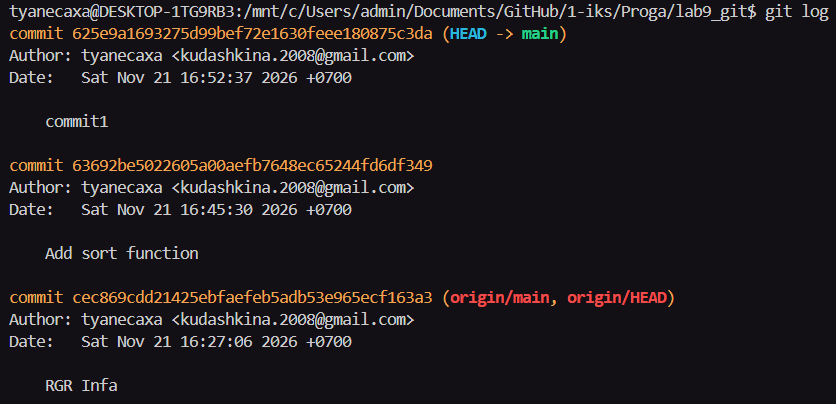 tyanecaxa@DESKTOP-1TG9RB3:/mnt/c/Users/admin/Documents/GitHub/1-iks/Proga/lab9_git$ git log
commit 625e9a1693275d99bef72e1630feee180875c3da (HEAD -> main)
Author: tyanecaxa <kudashkina.2008@gmail.com>
Date:   Sat Nov 21 16:52:37 2026 +0700
    commit1
commit 63692be5022605a00aefb7648ec65244fd6df349
Author: tyanecaxa <kudashkina.2008@gmail.com>
Date:   Sat Nov 21 16:45:30 2026 +0700
    Add sort function
commit cec869cdd21425ebfaefeb5adb53e965ecf163a3 (origin/main, origin/HEAD)
Author: tyanecaxa <kudashkina.2008@gmail.com>
Date:   Sat Nov 21 16:27:06 2026 +0700
    RGR Infa